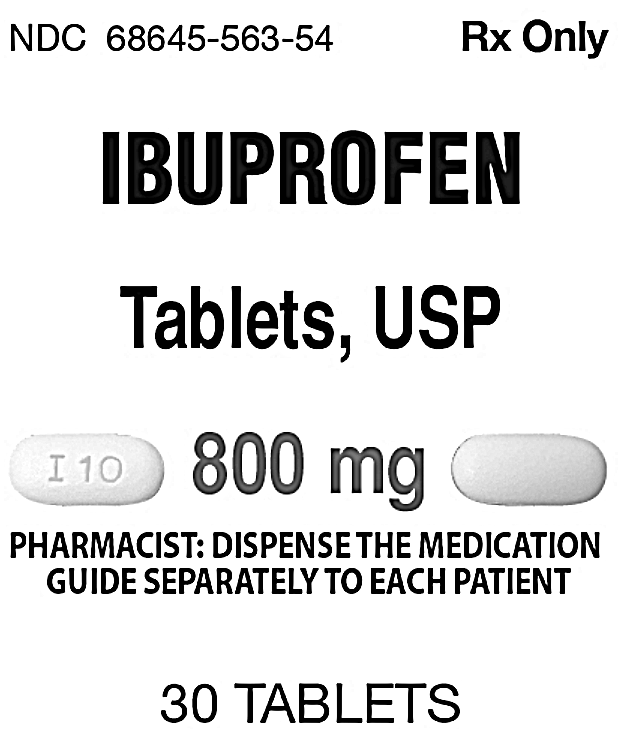 NDC 68645-563-54 Rx Only
IBUPROFEN
Tablets, USP
I 10 800 mg
PHARMACIST: DISPENSE THE MEDICATION
GUIDE SEPARATELY TO EACH PATIENT
30 TABLETS